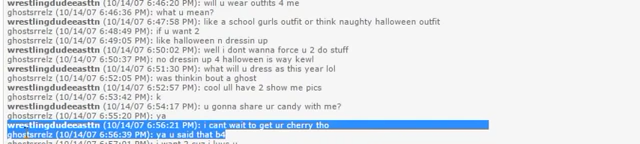 wrestlingdudeeasttn (10/14/07 6:46:20 PM): will u wear outfits 4 me
ghostsrrelz (10/14/07 6:46:36 PM): what u mean?
wrestlingdudeeasttn (10/14/07 6:47:58 PM): like a school gurls outfit or think naughty halloween outfit
ghostsrrelz (10/14/07 6:48:49 PM): if u want 2
ghostsrrelz (10/14/07 6:49:05 PM): like halloween n dressin up
wrestlingdudeeasttn (10/14/07 6:50:02 PM): well i dont wanna force u 2 do stuff
ghostsrrelz (10/14/07 6:50:37 PM): no dressin up 4 halloween is way kewl
wrestlingdudeeasttn (10/14/07 6:51:30 PM): what will u dress as this year lol
ghostsrrelz (10/14/07 6:52:05 PM): was thinkin bout a ghost
wrestlingdudeeasttn (10/14/07 6:52:57 PM): cool ull have 2 show me pics
ghostsrrelz (10/14/07 6:53:42 PM): k
wrestlingdudeeasttn (10/14/07 6:54:17 PM): u gonna share ur candy with me?
ghostsrrelz (10/14/07 6:55:20 PM): ya
wrestlingdudeeasttn (10/14/07 6:56:21 PM): i cant wait to get ur cherry tho
ghostsrrelz (10/14/07 6:56:39 PM): ya u said that b4